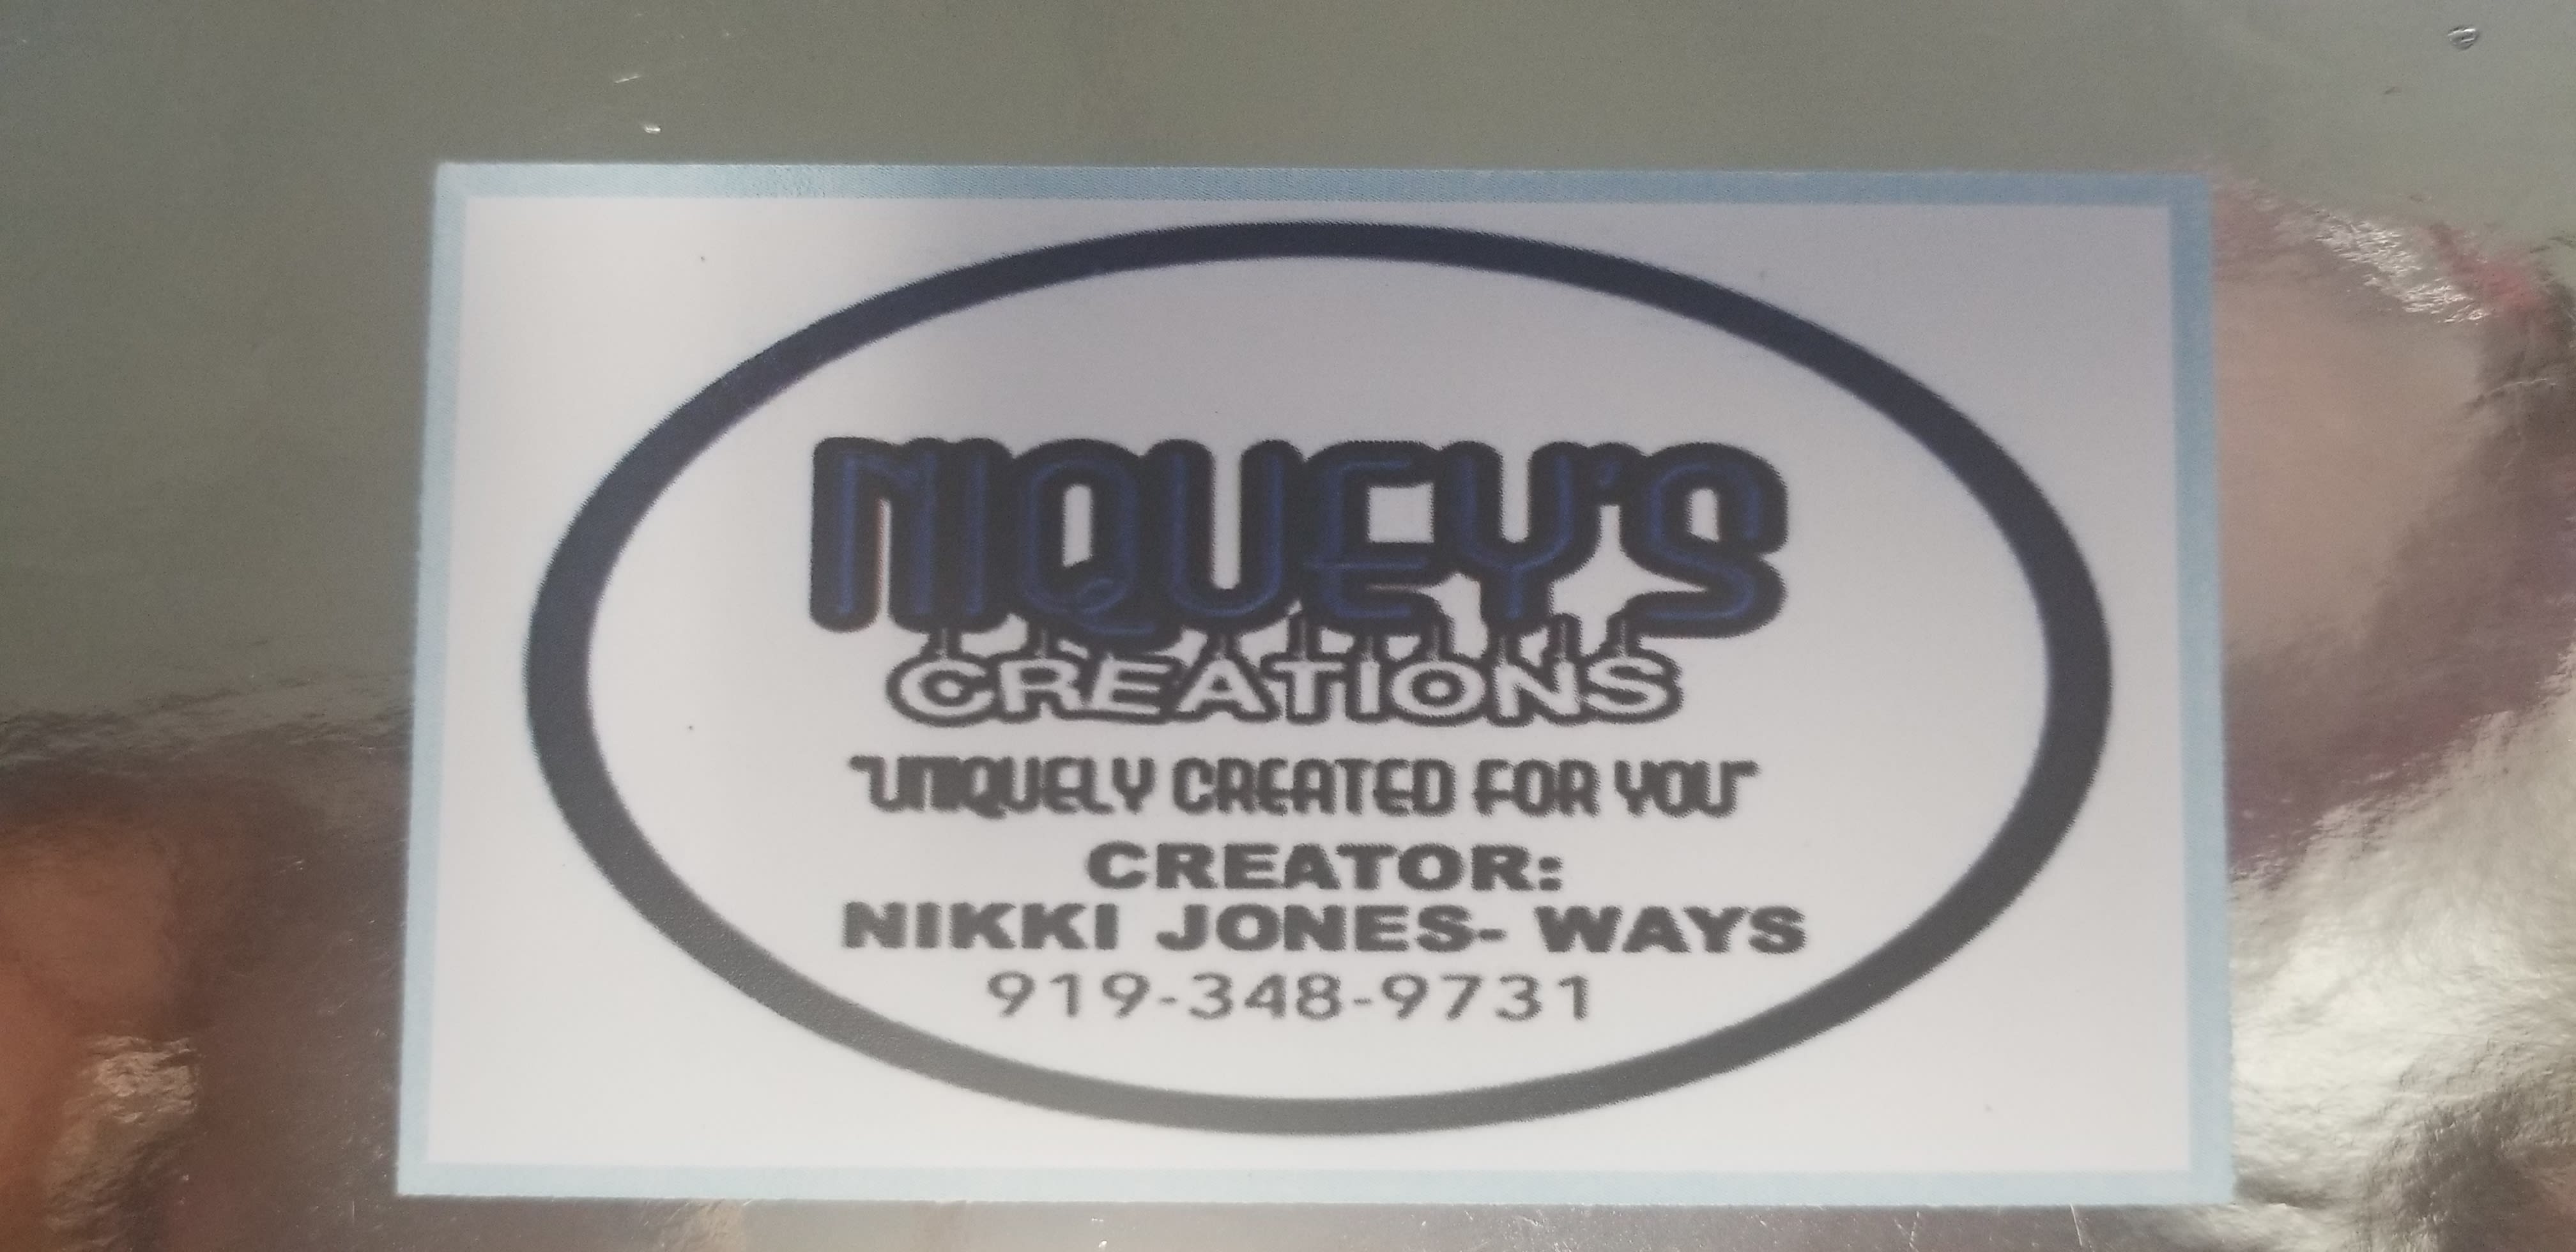 NIQUEY'S
CREATIONS
"UNIQUELY CREATED FOR YOU"
CREATOR:
NIKKI JONES- WAYS
919-348-9731